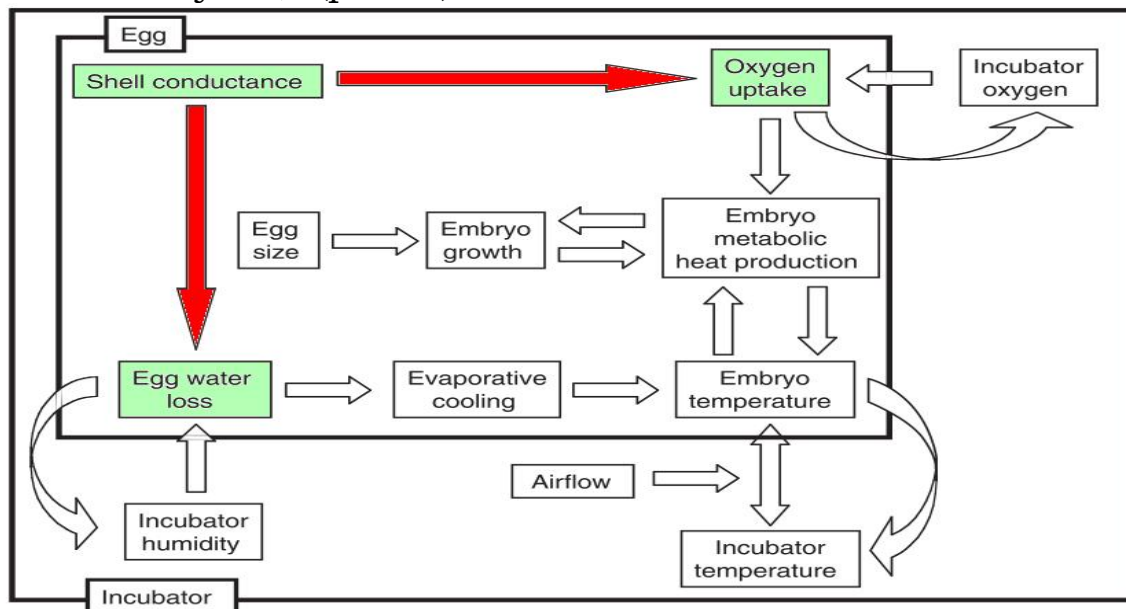 Egg
Shell conductance
Oxygen
uptake
Incubator
oxygen
Egg
size
Embryo
growth
Embryo
metabolic
heat production
Egg water
loss
Evaporative
cooling
Embryo
temperature
Airflow
Incubator
humidity
Incubator
temperature
Incubator